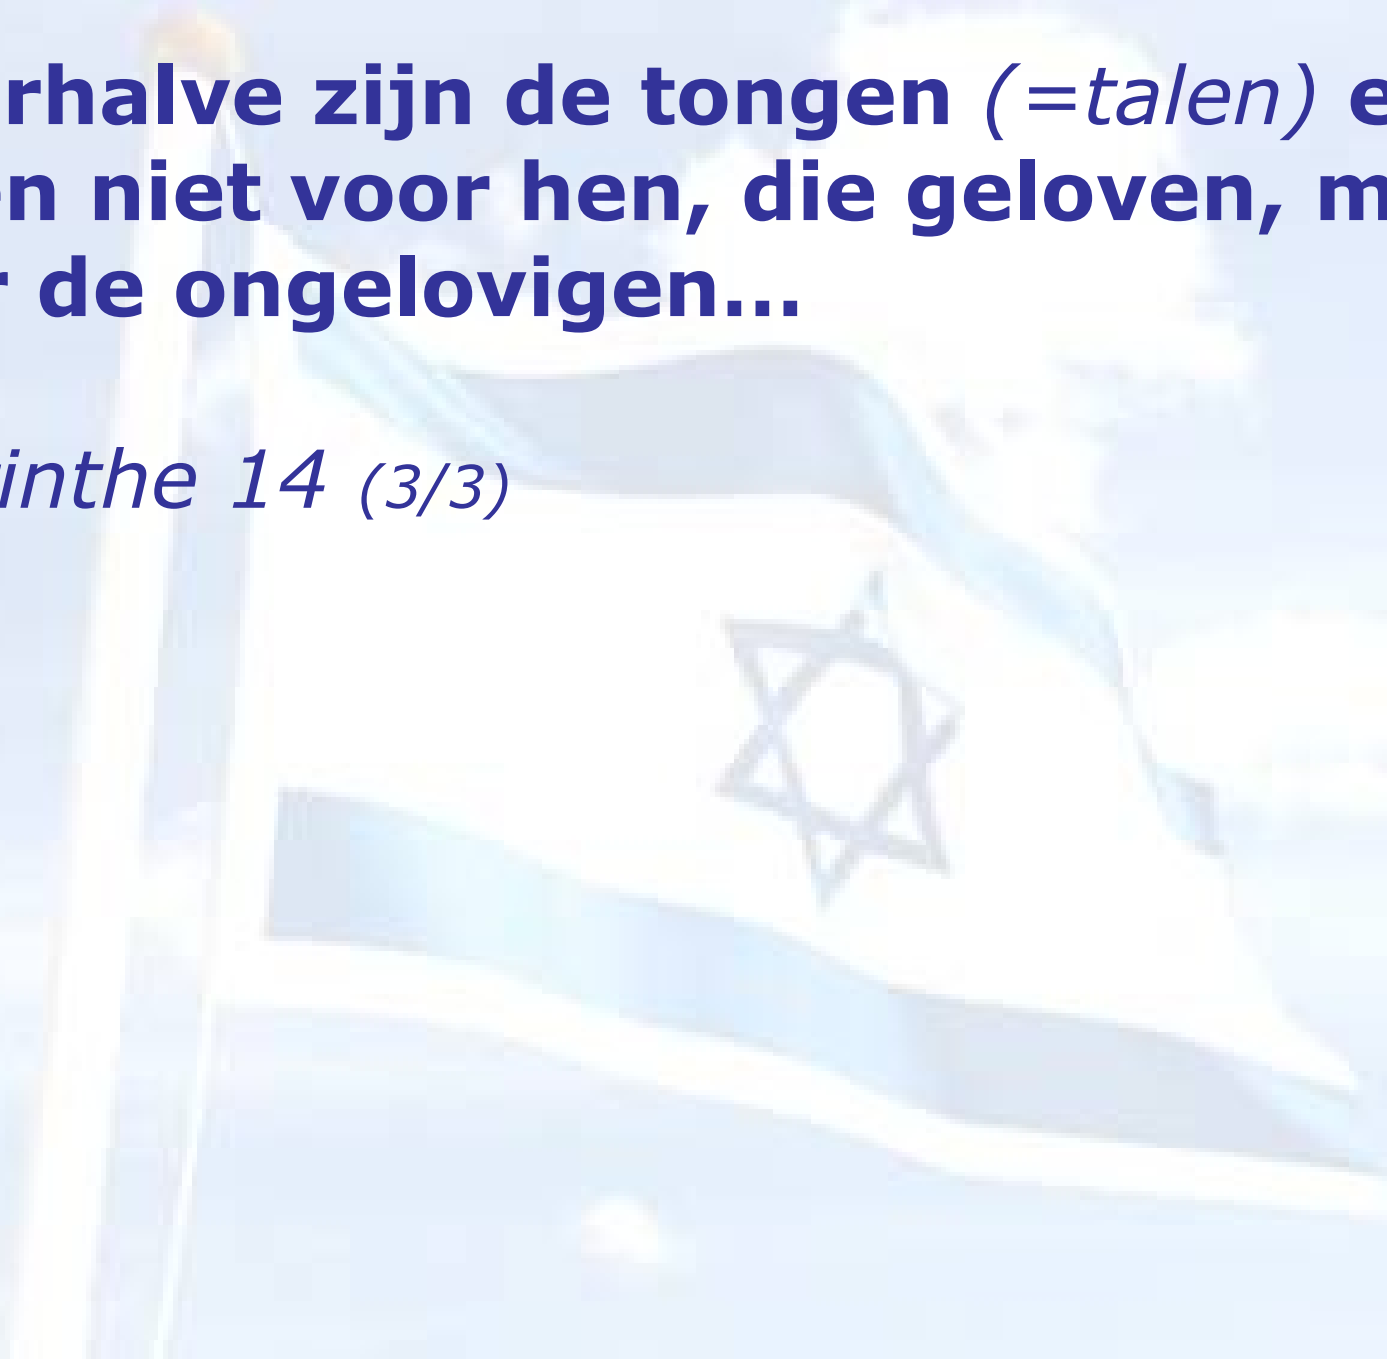 rhalve zijn de tongen (=talen) e
n niet voor hen, die geloven, m
r de ongelovigen...
inthe 14 (3/3)